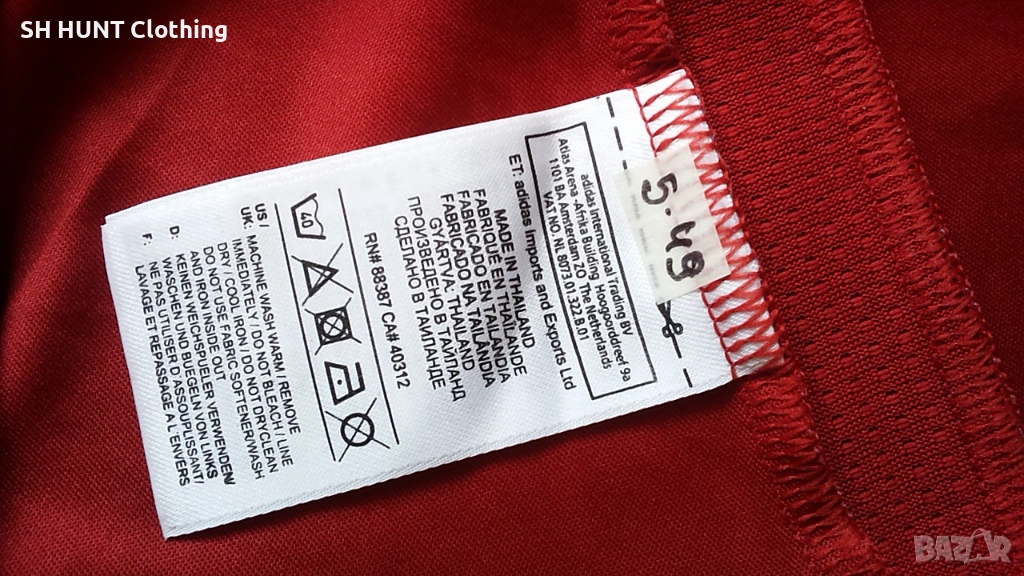 SH HUNT Clothing
5.49
adidas International Trading BV
Atlas Arena -Afrika Building, Hoogoorddreef 9a
1101 BA Amsterdam ZO The Netherlands
VAT NO. NL 8073 01 322 B.01
ET: adidas Imports and Exports Ltd
MADE IN THAILAND
FABRIQUÉ EN THAÏLANDE
FABRICADO EN TAILANDIA
FABRICADO NA TAILÂNDIA
GYÁRTVA: THAILAND
ПРОИЗВЕДЕНО В ТАЙЛАНД
СДЕЛАНО В ТАИЛАНДЕ
RN# 88387 CA# 40312
40
US /
UK: MACHINE WASH WARM / REMOVE
IMMEDIATELY / DO NOT BLEACH / LINE
DRY / COOL IRON / DO NOT DRYCLEAN
DO NOT USE FABRIC SOFTENER/WASH
AND IRON INSIDE OUT
D: KEINEN WEICHSPUELER VERWENDEN/
WASCHEN UND BUEGELN VON LINKS
F: NE PAS UTILISER D'ASSOUPLISSANT/
LAVAGE ET REPASSAGE A L'ENVERS
BAZAR